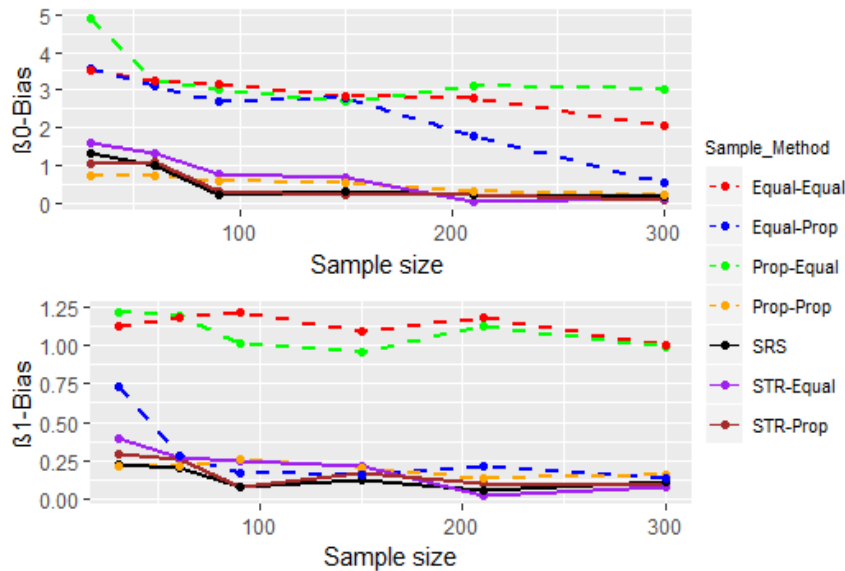 5
4
3
2
1
0
ß0-Bias
100
200
300
Sample size
1.25
1.00
0.75
0.50
0.25
0.00
ß1-Bias
100
200
300
Sample size
Sample_Method
Equal-Equal
Equal-Prop
Prop-Equal
Prop-Prop
SRS
STR-Equal
STR-Prop